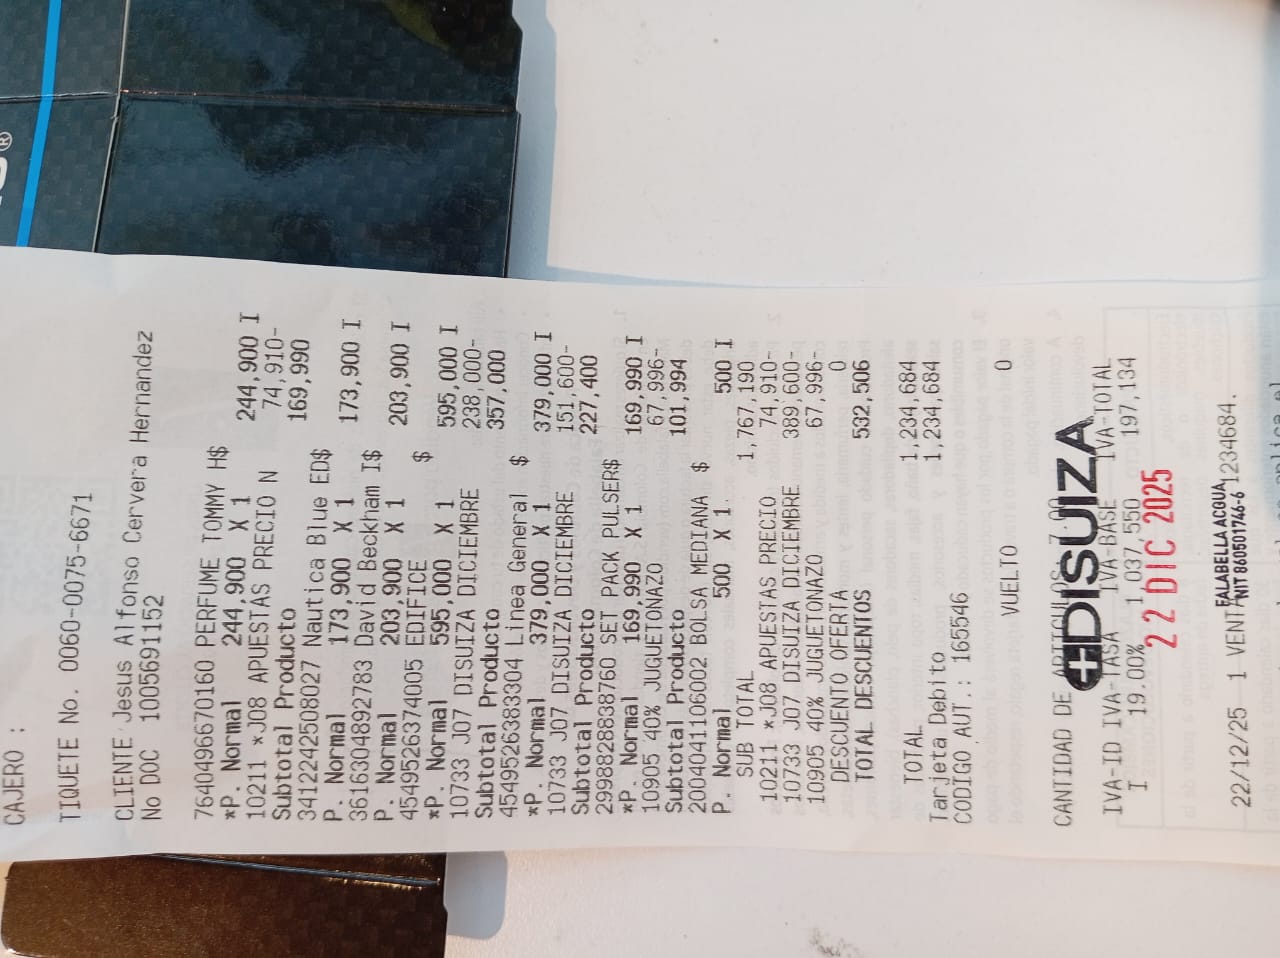 CAJERO :
TIQUETE No. 0060-0075-6671
CLIENTE Jesus Alfonso Cervera Hernandez
No DOC 1005691152
7640496670160 PERFUME TOMMY H$
*P. Normal 244,900 X 1 244,900 I
10211 *J08 APUESTAS PRECIO N 74,910-
Subtotal Producto 169,990
3412242508027 Nautica Blue ED$
P. Normal 173,900 X 1 173,900 I
3616304892783 David Beckham I$
P. Normal 203,900 X 1 203,900 I
4549526374005 EDIFICE $
*P. Normal 595,000 X 1 595,000 I
10733 J07 DISUIZA DICIEMBRE 238,000-
Subtotal Producto 357,000
4549526383304 Linea General $
*P. Normal 379,000 X 1 379,000 I
10733 J07 DISUIZA DICIEMBRE 151,600-
Subtotal Producto 227,400
2998828838760 SET PACK PULSER$
*P. Normal 169,990 X 1 169,990 I
10905 40% JUGUETONAZO 67,996-
Subtotal Producto 101,994
2004041106002 BOLSA MEDIANA $
P. Normal 500 X 1. 500 I
SUB TOTAL 1,767,190
10211 *J08 APUESTAS PRECIO 74,910-
10733 J07 DISUIZA DICIEMBRE 389,600-
10905 40% JUGUETONAZO 67,996-
DESCUENTO OFERTA 0
TOTAL DESCUENTOS 532,506
TOTAL 1,234,684
Tarjeta Debito 1,234,684
CODIGO AUT.: 165546
VUELTO 0
CANTIDAD DE ARTICULOS
DISUIZA
IVA-ID IVA-TASA IVA-BASE IVA-TOTAL
I 19.00% 1,037,550 197,134
22 DIC 2025
FALABELLA ACQUA
NIT 860501746-6
22/12/25 1 VENTA 1234684.